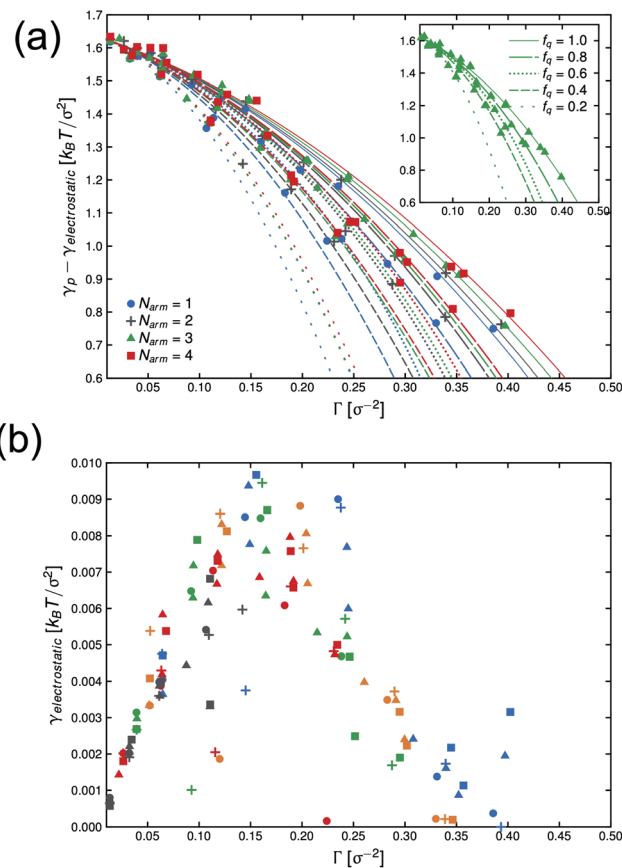 (a)
1.7
1.6
1.5
1.4
1.3
1.2
1.1
1.0
0.9
0.8
0.7
0.6
γp − γelectrostatic [kBT/σ²]
0.05 0.10 0.15 0.20 0.25 0.30 0.35 0.40 0.45 0.50
Γ [σ⁻²]
Narm = 1
Narm = 2
Narm = 3
Narm = 4
1.6
1.4
1.2
1.0
0.8
0.6
0.10 0.20 0.30 0.40 0.50
fq = 1.0
fq = 0.8
fq = 0.6
fq = 0.4
fq = 0.2
(b)
0.010
0.009
0.008
0.007
0.006
0.005
0.004
0.003
0.002
0.001
0.000
γelectrostatic [kBT/σ²]
0.05 0.10 0.15 0.20 0.25 0.30 0.35 0.40 0.45 0.50
Γ [σ⁻²]